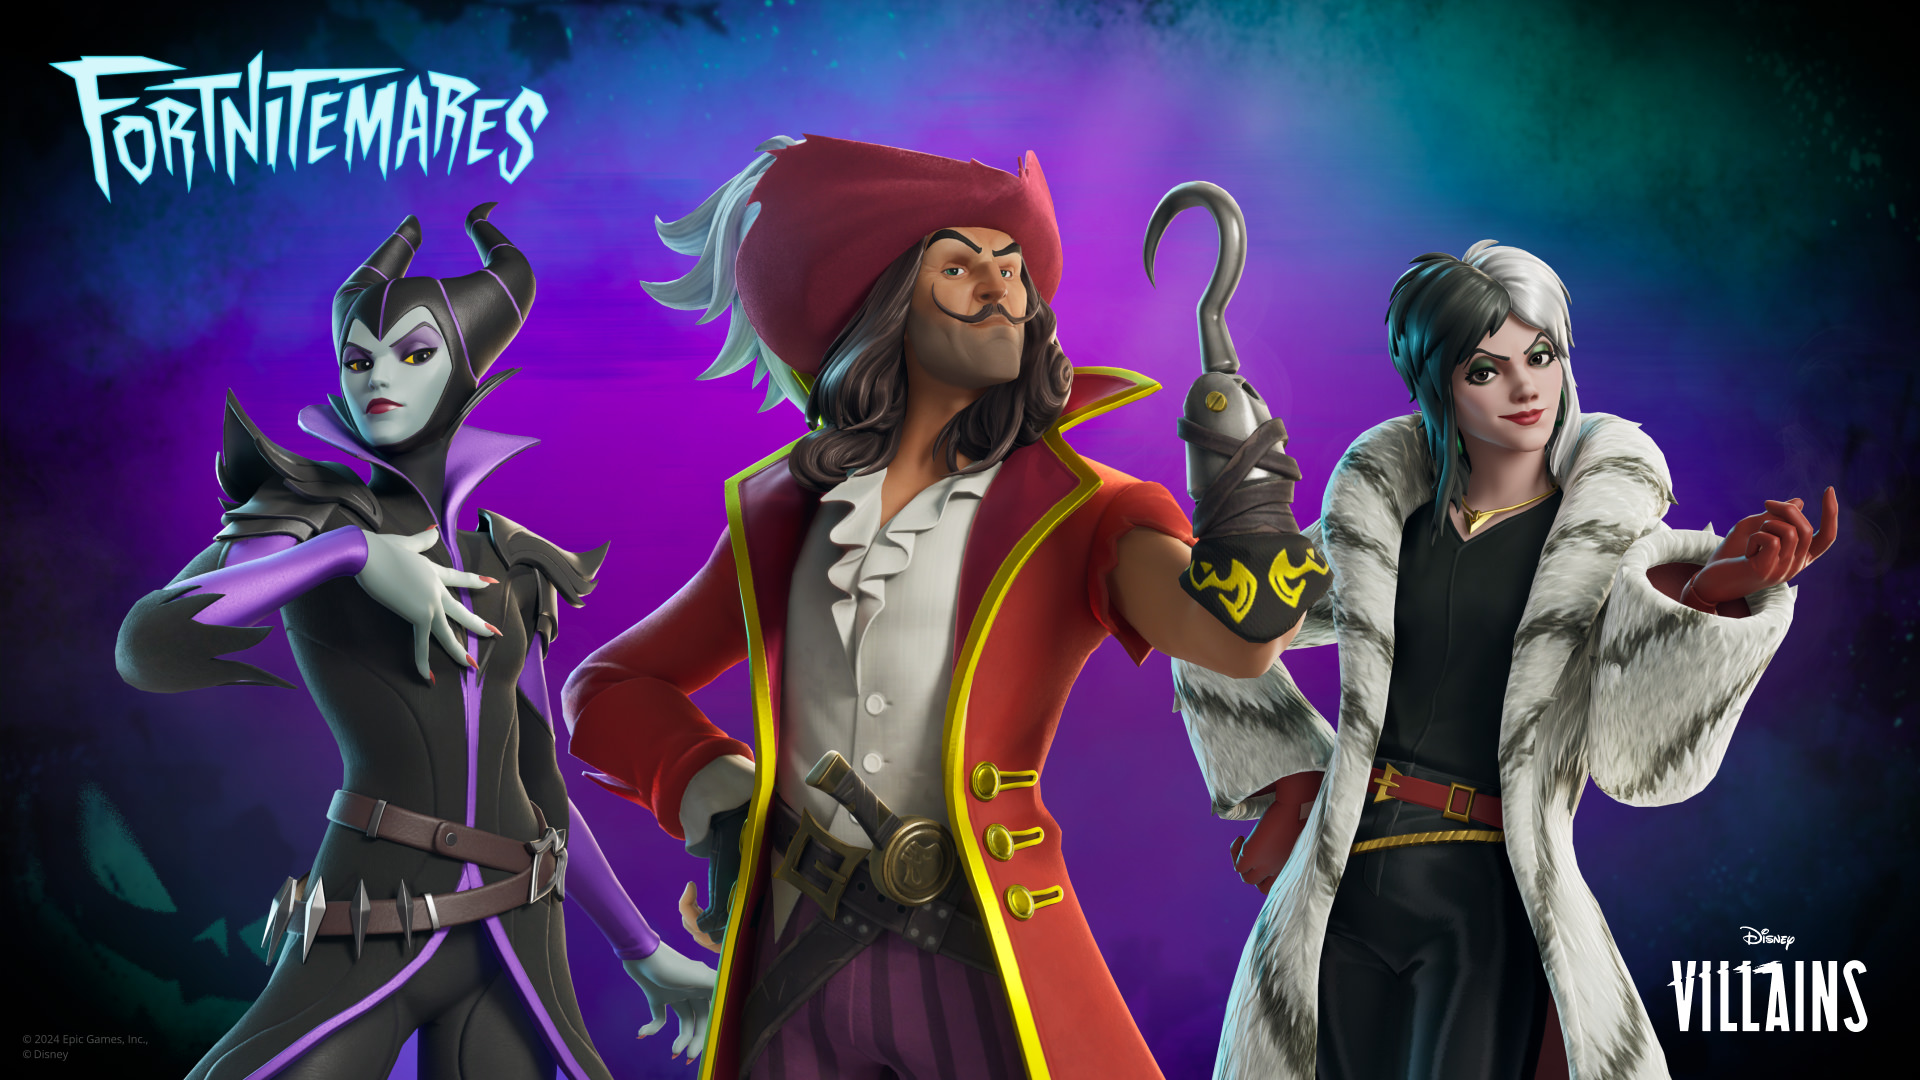 FORTNITEMARES
Disney
VILLAINS
© 2024 Epic Games, Inc.,
© Disney